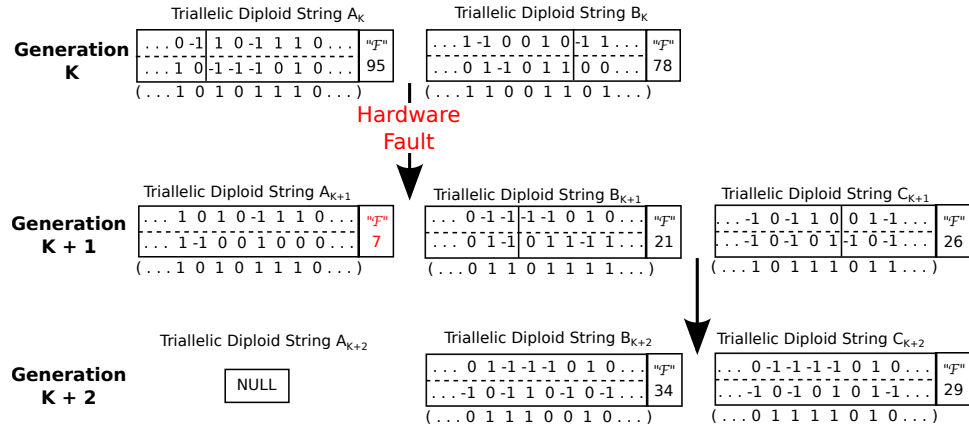 Triallelic Diploid String A_K
Triallelic Diploid String B_K
Generation
K
. . . 0 -1 1 0 -1 1 1 0 . . .
. . . 1 0 -1 -1 -1 0 1 0 . . .
"ℱ"
95
( . . . 1 0 1 0 1 1 1 0 . . . )
. . . 1 -1 0 0 1 0 -1 1 . . .
. . . 0 1 -1 0 1 1 0 0 . . .
"ℱ"
78
( . . . 1 1 0 0 1 1 0 1 . . . )
Hardware
Fault
Triallelic Diploid String A_K+1
Triallelic Diploid String B_K+1
Triallelic Diploid String C_K+1
Generation
K + 1
. . . 1 0 1 0 -1 1 1 0 . . .
. . . 1 -1 0 0 1 0 0 0 . . .
"ℱ"
7
( . . . 1 0 1 0 1 1 1 0 . . . )
. . . 0 -1 -1 -1 -1 0 1 0 . . .
. . . 0 1 -1 0 1 1 -1 1 . . .
"ℱ"
21
( . . . 0 1 1 0 1 1 1 1 . . . )
. . . -1 0 -1 1 0 0 1 -1 . . .
. . . -1 0 -1 0 1 -1 0 -1 . . .
"ℱ"
26
( . . . 1 0 1 1 1 0 1 1 . . . )
Triallelic Diploid String A_K+2
Triallelic Diploid String B_K+2
Triallelic Diploid String C_K+2
Generation
K + 2
NULL
. . . 0 1 -1 -1 -1 0 1 0 . . .
. . . -1 0 -1 1 0 -1 0 -1 . . .
"ℱ"
34
( . . . 0 1 1 1 0 0 1 0 . . . )
. . . 0 -1 -1 -1 -1 0 1 0 . . .
. . . -1 0 -1 0 1 0 1 -1 . . .
"ℱ"
29
( . . . 0 1 1 1 1 0 1 0 . . . )